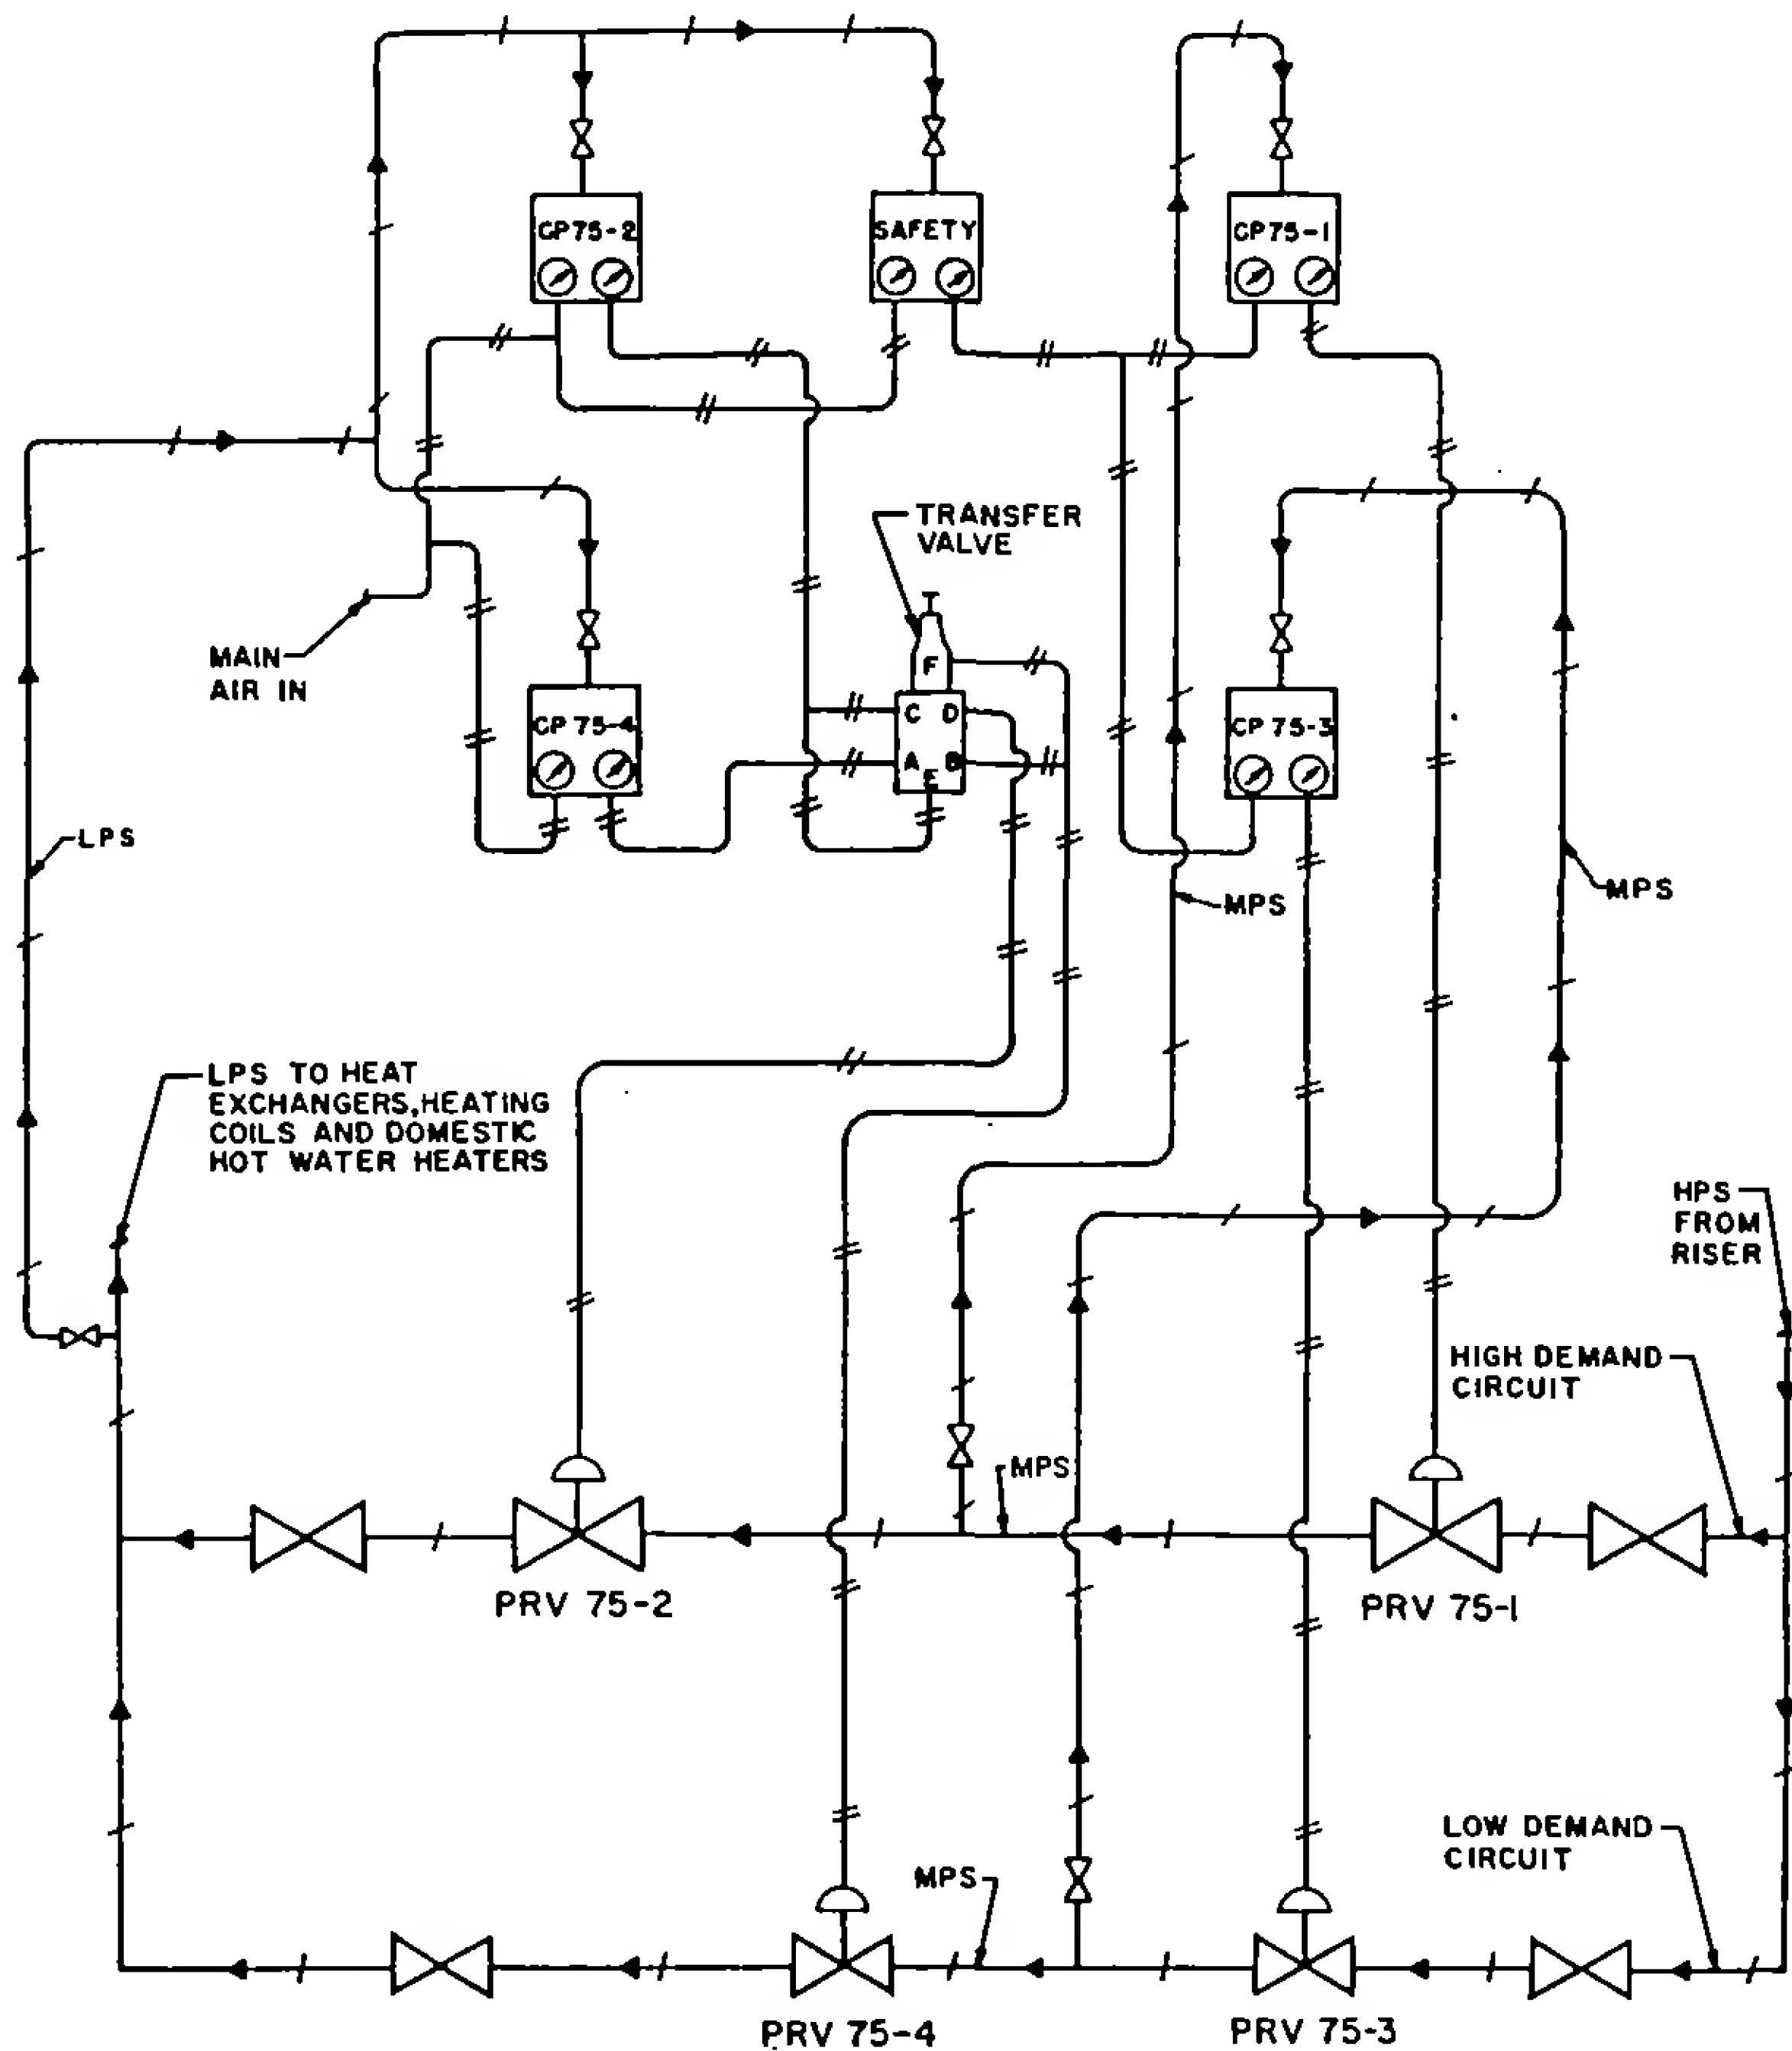 CP75-2
SAFETY
CP75-1
TRANSFER
VALVE
MAIN
AIR IN
F
C D
A B
E
CP 75-4
CP 75-3
LPS
MPS
MPS
LPS TO HEAT
EXCHANGERS, HEATING
COILS AND DOMESTIC
HOT WATER HEATERS
HPS
FROM
RISER
HIGH DEMAND
CIRCUIT
MPS
PRV 75-2
PRV 75-1
LOW DEMAND
CIRCUIT
MPS
PRV 75-4
PRV 75-3